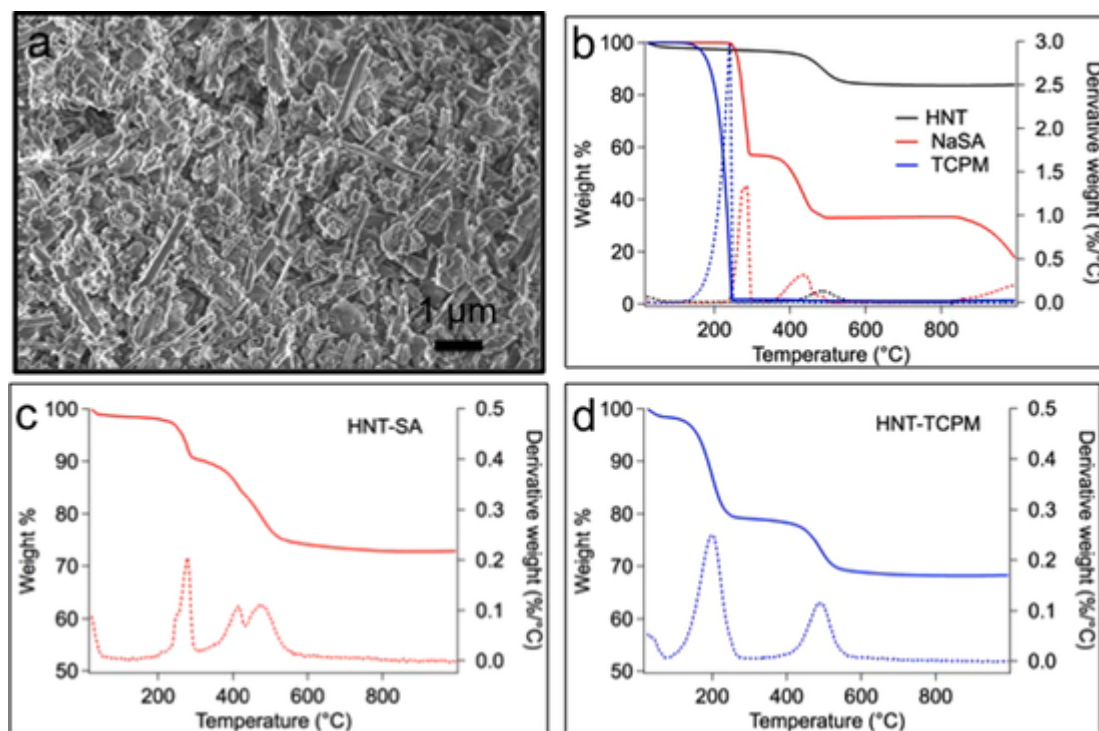 a
1 µm
b
100
80
60
40
20
0
Weight %
3.0
2.5
2.0
1.5
1.0
0.5
0.0
Derivative weight (%/°C)
HNT
NaSA
TCPM
200 400 600 800
Temperature (°C)
c
100
90
80
70
60
50
Weight %
HNT-SA
0.5
0.4
0.3
0.2
0.1
0.0
Derivative weight (%/°C)
200 400 600 800
Temperature (°C)
d
100
90
80
70
60
50
Weight %
HNT-TCPM
0.5
0.4
0.3
0.2
0.1
0.0
Derivative weight (%/°C)
200 400 600 800
Temperature (°C)